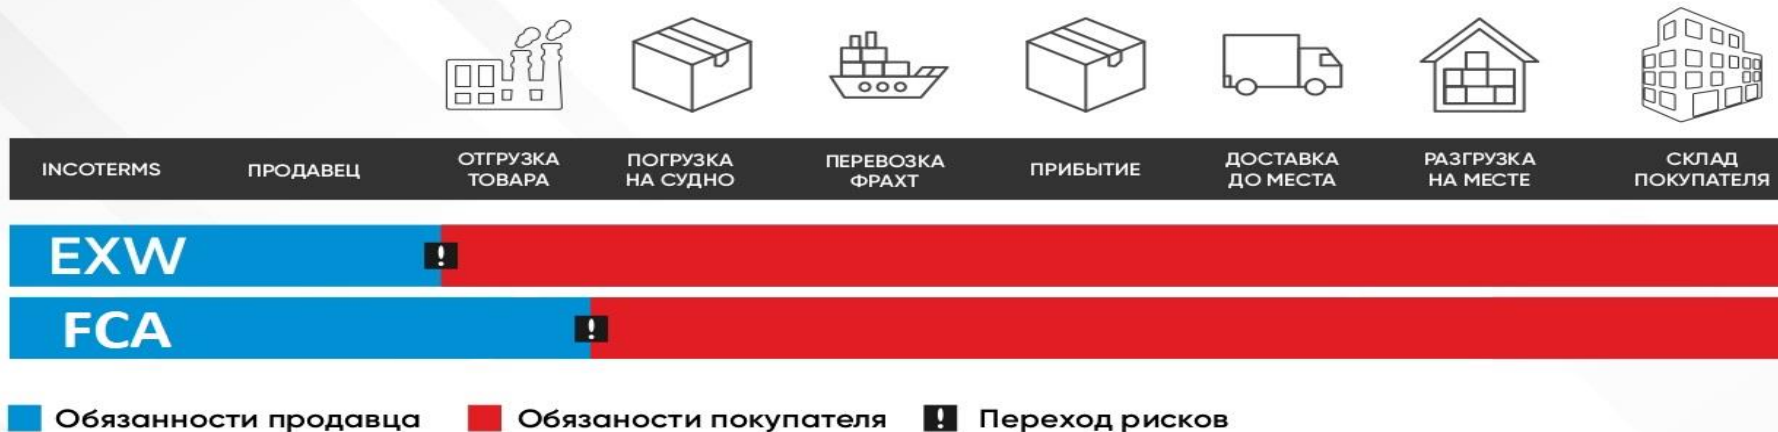 INCOTERMS
ПРОДАВЕЦ
ОТГРУЗКА
ТОВАРА
ПОГРУЗКА
НА СУДНО
ПЕРЕВОЗКА
ФРАХТ
ПРИБЫТИЕ
ДОСТАВКА
ДО МЕСТА
РАЗГРУЗКА
НА МЕСТЕ
СКЛАД
ПОКУПАТЕЛЯ
EXW
!
FCA
!
Обязанности продавца
Обязаности покупателя
! Переход рисков